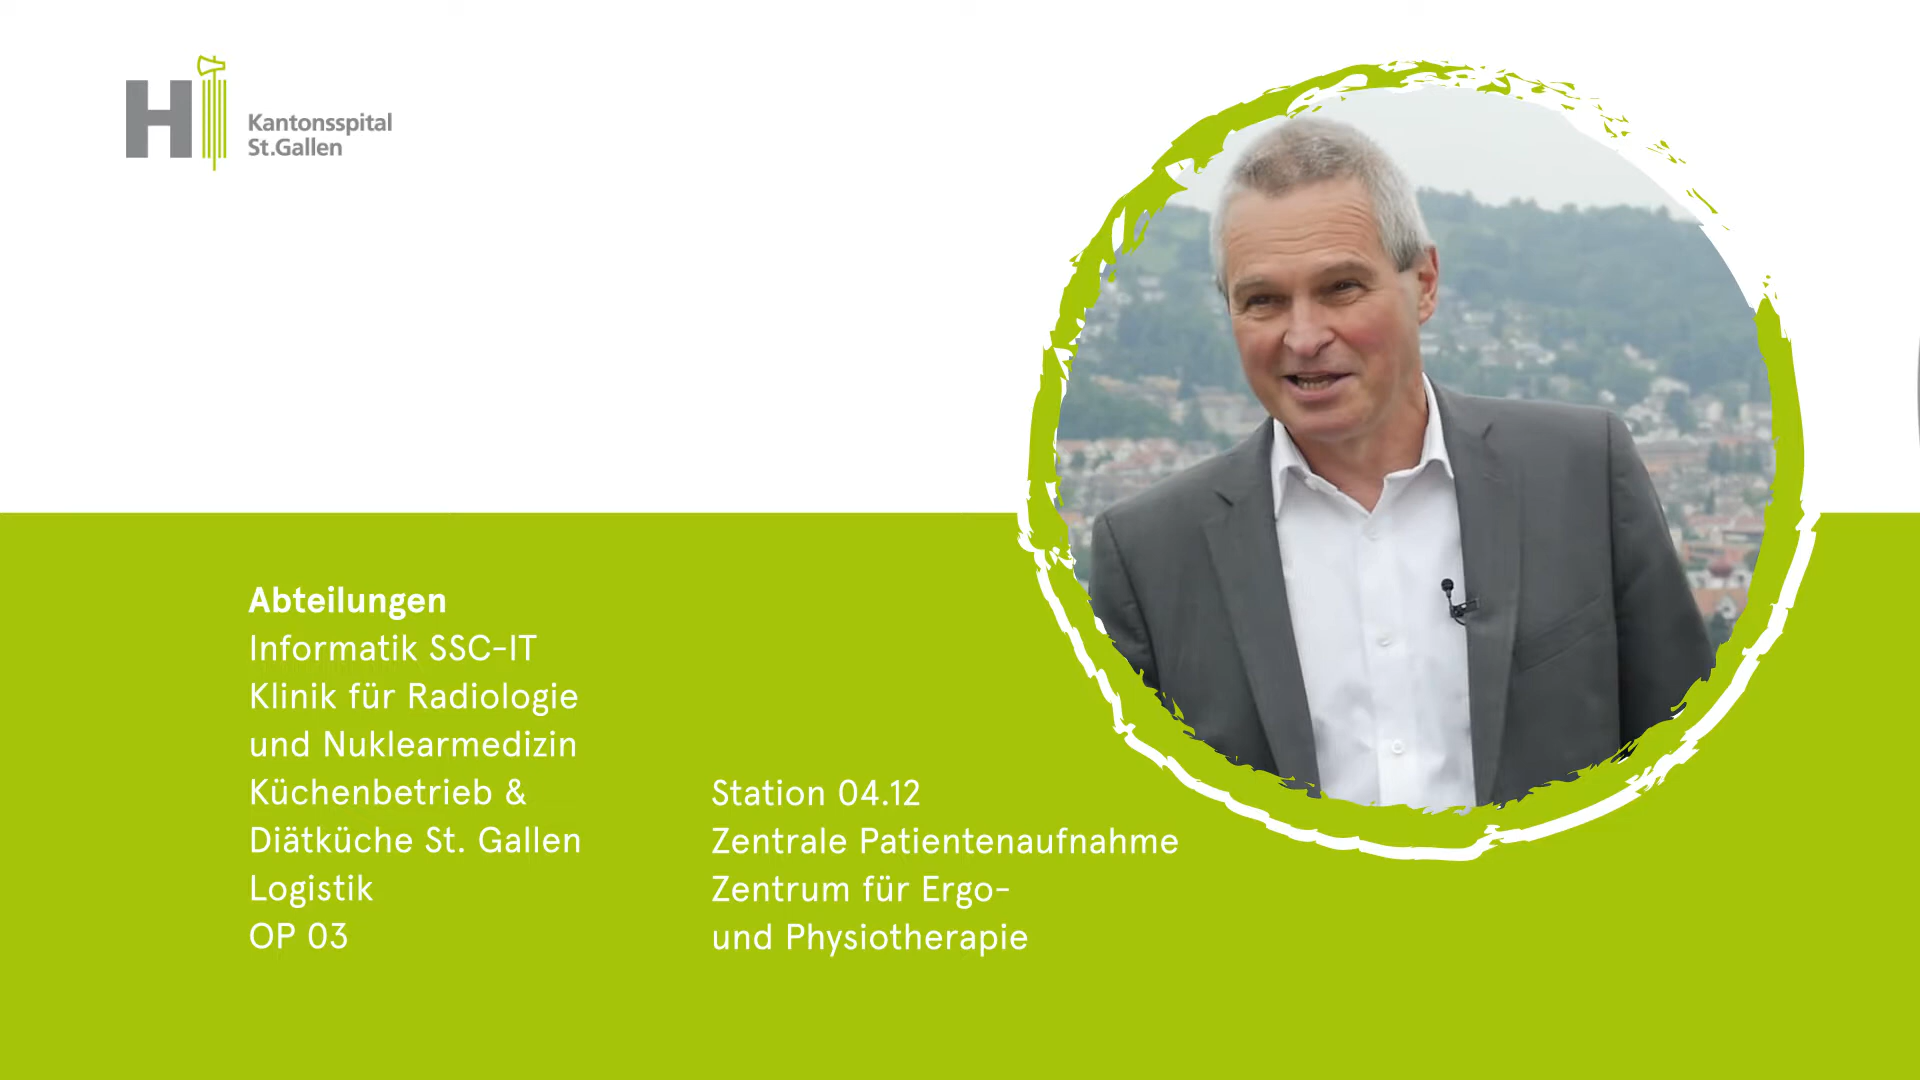 H
Kantonsspital
St.Gallen
Abteilungen
Informatik SSC-IT
Klinik für Radiologie
und Nuklearmedizin
Küchenbetrieb &
Diätküche St. Gallen
Logistik
OP 03
Station 04.12
Zentrale Patientenaufnahme
Zentrum für Ergo-
und Physiotherapie